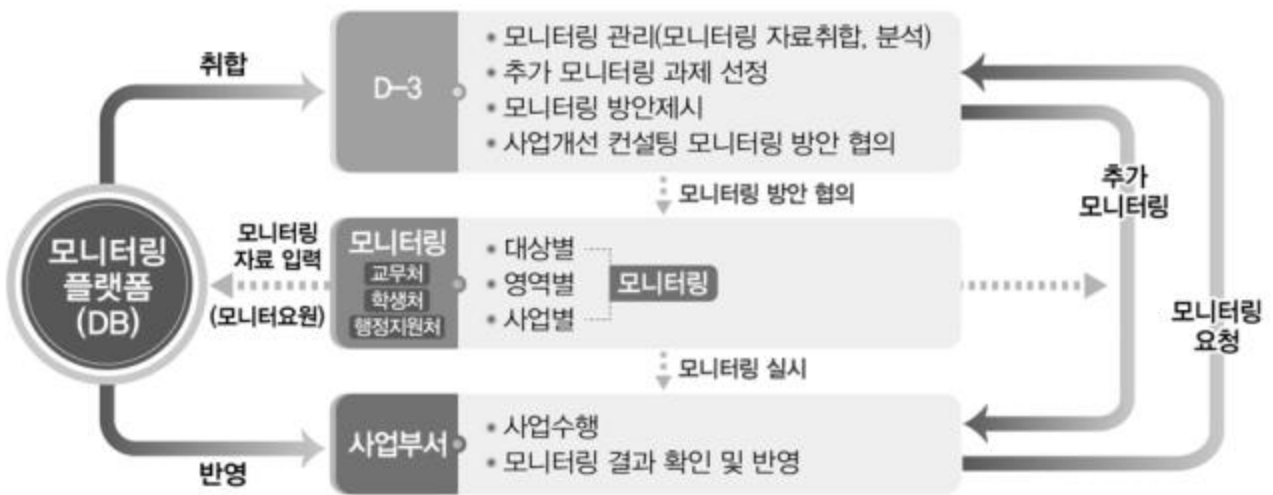 취합
D-3
• 모니터링 관리(모니터링 자료취합, 분석)
• 추가 모니터링 과제 선정
• 모니터링 방안제시
• 사업개선 컨설팅 모니터링 방안 협의
모니터링 방안 협의
추가
모니터링
모니터링
플랫폼
(DB)
모니터링
자료 입력
(모니터요원)
모니터링
교무처
학생처
행정지원처
• 대상별
• 영역별
• 사업별
모니터링
모니터링
요청
모니터링 실시
반영
사업부서
• 사업수행
• 모니터링 결과 확인 및 반영